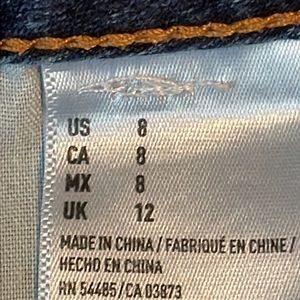 US 8
CA 8
MX 8
UK 12
MADE IN CHINA / FABRIQUÉ EN CHINE /
HECHO EN CHINA
RN 54485/CA 03873